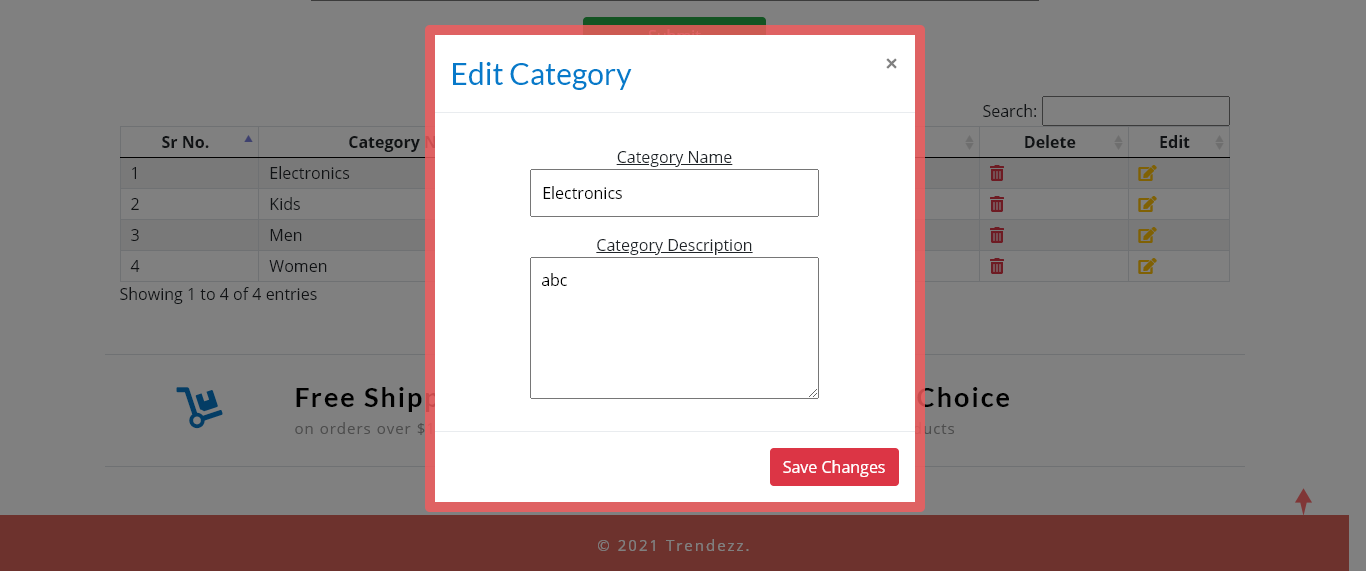 Submit
Edit Category
×
Search:
Sr No.
Category N
Delete
Edit
1 Electronics
2 Kids
3 Men
4 Women
Showing 1 to 4 of 4 entries
Category Name
Electronics
Category Description
abc
Free Shipp
Choice
on orders over $
ucts
Save Changes
© 2021 Trendezz.